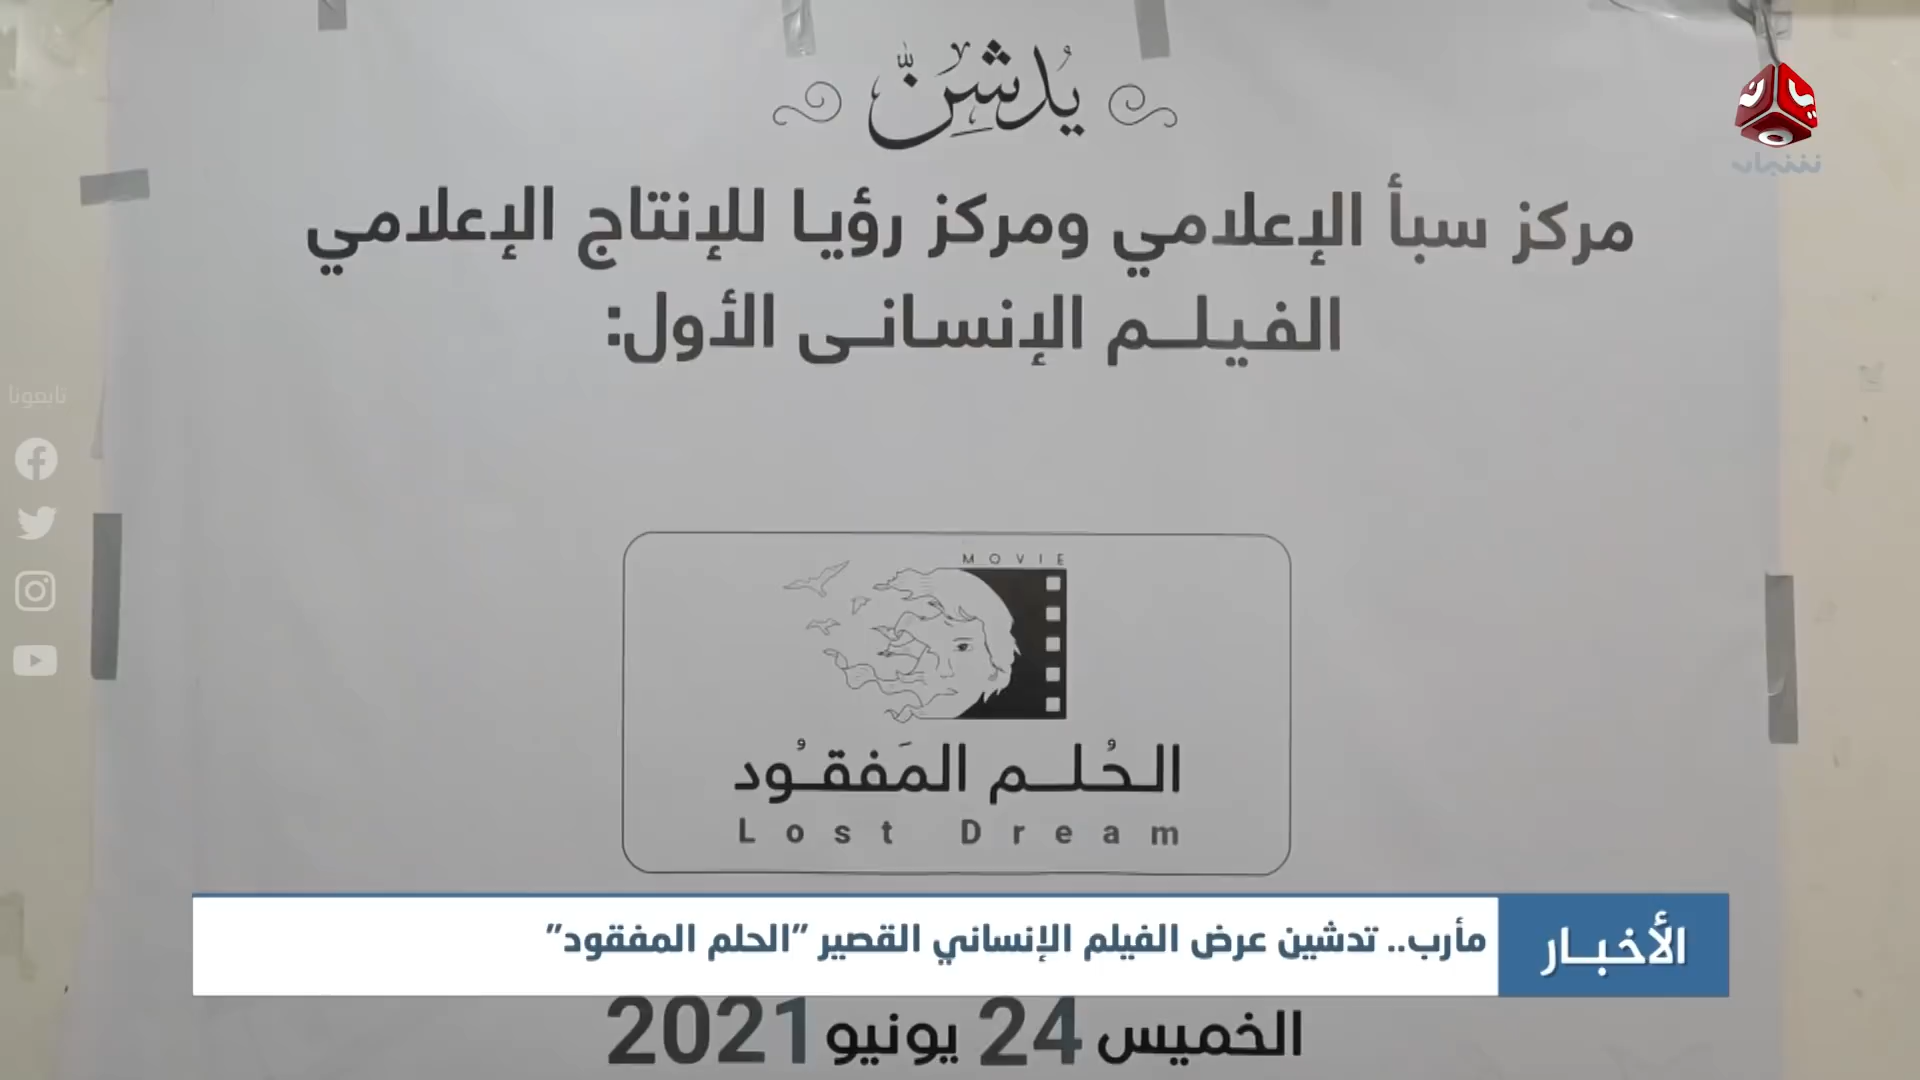 يُدشِنُّ
مركز سبأ الإعلامي ومركز رؤيا للإنتاج الإعلامي
الفيلم الإنساني الأول:
تابعونا
MOVIE
الحُلم المَفقُود
Lost Dream
الأخبار
مأرب.. تدشين عرض الفيلم الإنساني القصير "الحلم المفقود"
الخميس 24 يونيو 2021